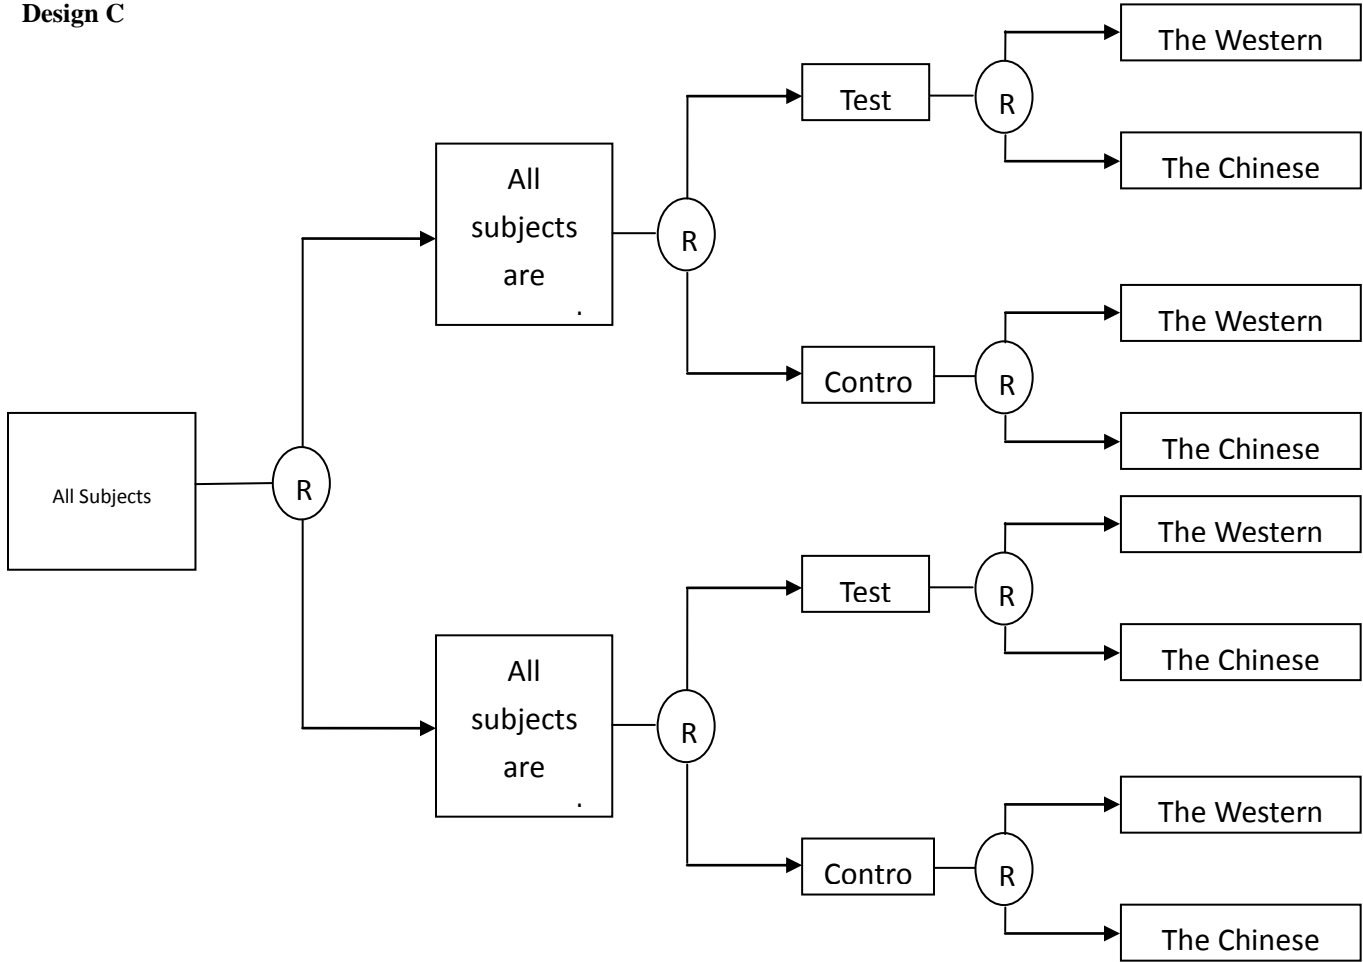 Design C
The Western
Test
R
The Chinese
All
subjects
are
.
R
The Western
Contro
R
The Chinese
All Subjects
R
The Western
Test
R
The Chinese
All
subjects
are
.
R
The Western
Contro
R
The Chinese